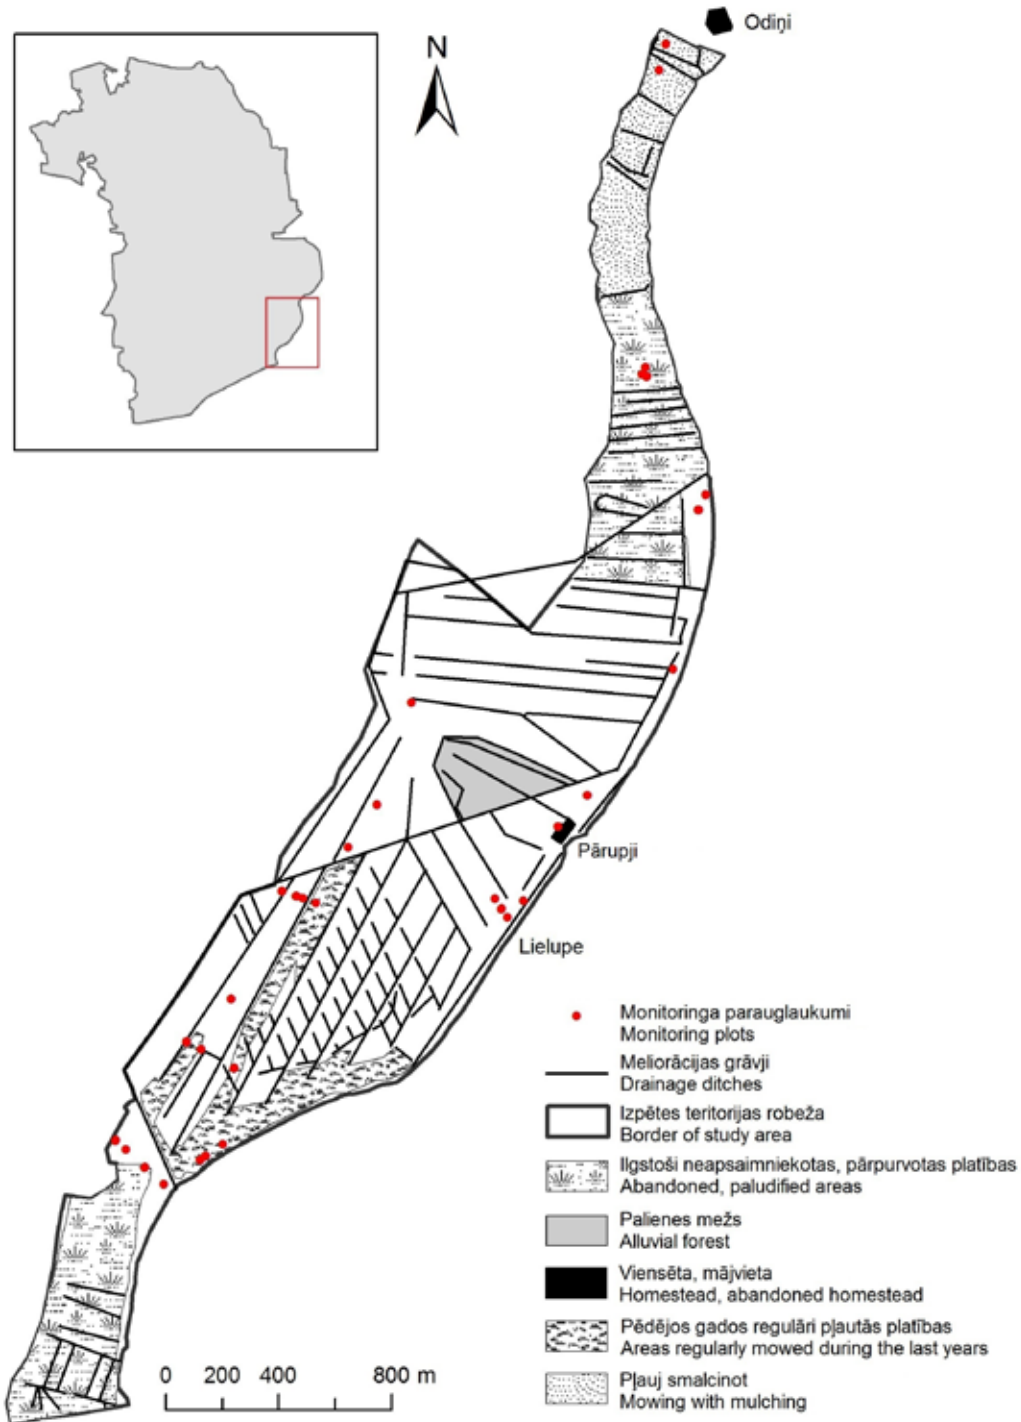 Odiņi
N
Pārupji
Lielupe
Monitoringa parauglaukumi
Monitoring plots
Meliorācijas grāvji
Drainage ditches
Izpētes teritorijas robeža
Border of study area
Ilgstoši neapsaimniekotas, pārpurvotas platības
Abandoned, paludified areas
Palienes mežs
Alluvial forest
Viensēta, mājvieta
Homestead, abandoned homestead
Pēdējos gados regulāri pļautās platības
Areas regularly mowed during the last years
Pļauj smalcinot
Mowing with mulching
0 200 400 800 m